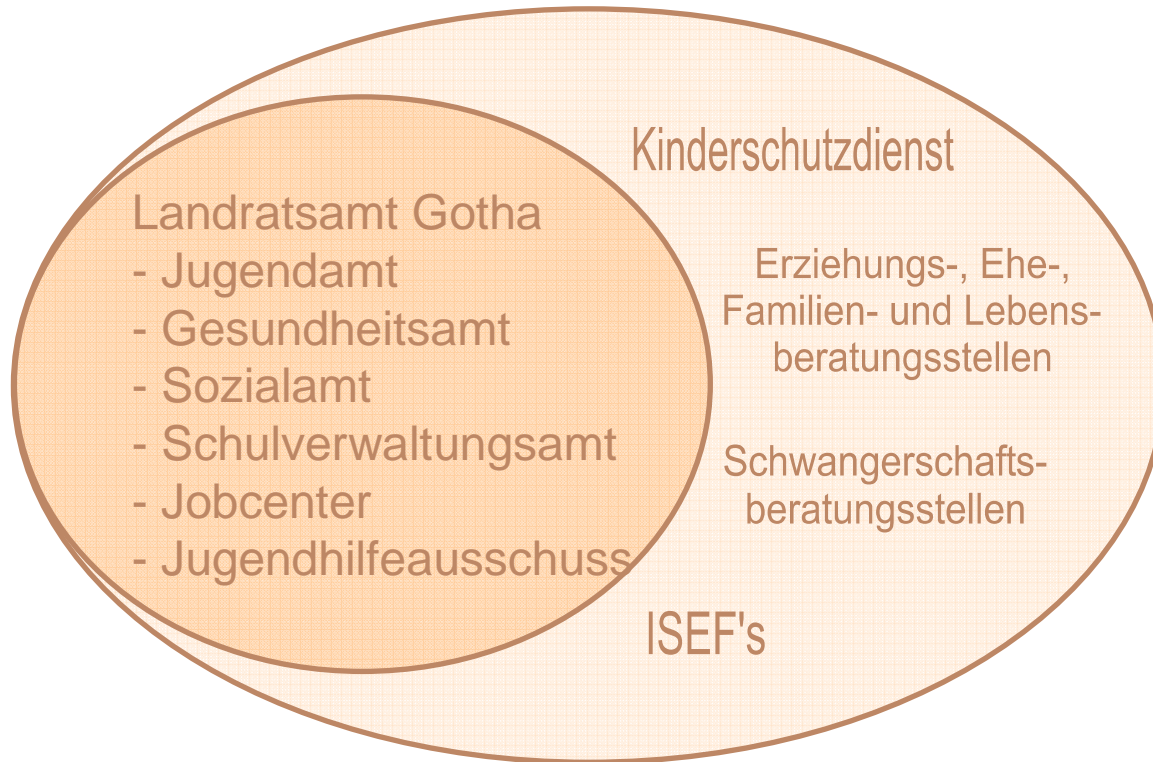 Landratsamt Gotha
- Jugendamt
- Gesundheitsamt
- Sozialamt
- Schulverwaltungsamt
- Jobcenter
- Jugendhilfeausschuss
Kinderschutzdienst
Erziehungs-, Ehe-,
Familien- und Lebens-
beratungsstellen
Schwangerschafts-
beratungsstellen
ISEF's